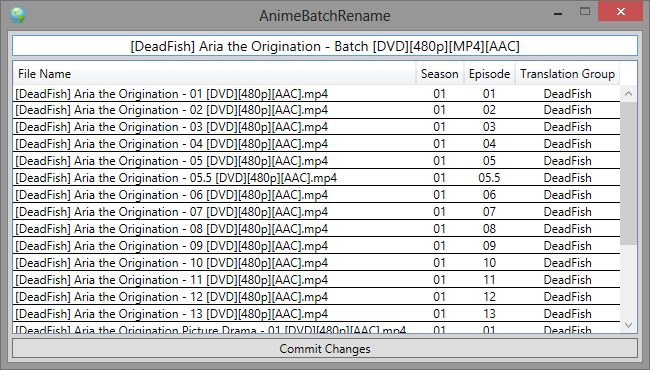 AnimeBatchRename
[DeadFish] Aria the Origination - Batch [DVD][480p][MP4][AAC]
File Name Season Episode Translation Group
[DeadFish] Aria the Origination - 01 [DVD][480p][AAC].mp4 01 01 DeadFish
[DeadFish] Aria the Origination - 02 [DVD][480p][AAC].mp4 01 02 DeadFish
[DeadFish] Aria the Origination - 03 [DVD][480p][AAC].mp4 01 03 DeadFish
[DeadFish] Aria the Origination - 04 [DVD][480p][AAC].mp4 01 04 DeadFish
[DeadFish] Aria the Origination - 05 [DVD][480p][AAC].mp4 01 05 DeadFish
[DeadFish] Aria the Origination - 05.5 [DVD][480p][AAC].mp4 01 05.5 DeadFish
[DeadFish] Aria the Origination - 06 [DVD][480p][AAC].mp4 01 06 DeadFish
[DeadFish] Aria the Origination - 07 [DVD][480p][AAC].mp4 01 07 DeadFish
[DeadFish] Aria the Origination - 08 [DVD][480p][AAC].mp4 01 08 DeadFish
[DeadFish] Aria the Origination - 09 [DVD][480p][AAC].mp4 01 09 DeadFish
[DeadFish] Aria the Origination - 10 [DVD][480p][AAC].mp4 01 10 DeadFish
[DeadFish] Aria the Origination - 11 [DVD][480p][AAC].mp4 01 11 DeadFish
[DeadFish] Aria the Origination - 12 [DVD][480p][AAC].mp4 01 12 DeadFish
[DeadFish] Aria the Origination - 13 [DVD][480p][AAC].mp4 01 13 DeadFish
[DeadFish] Aria the Origination Picture Drama - 01 [DVD][480p][AAC].mp4 01 01 DeadFish
Commit Changes